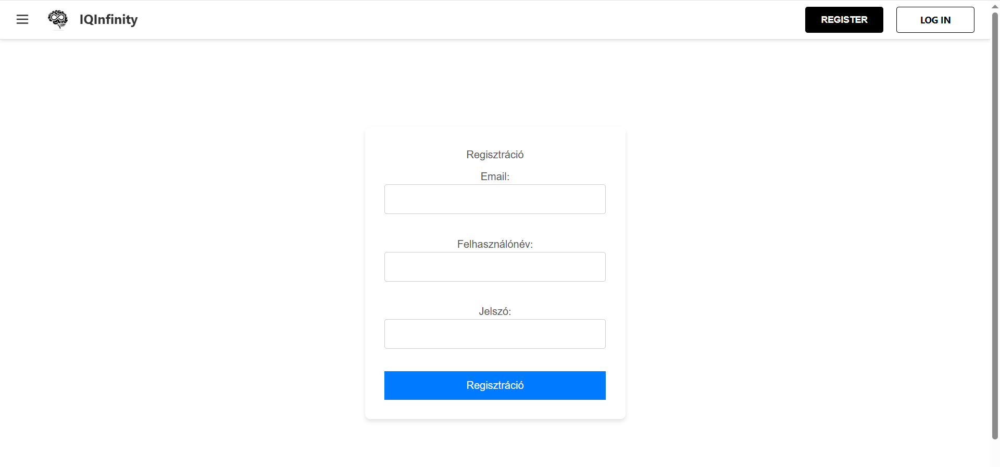 IQInfinity
REGISTER
LOG IN
Regisztráció
Email:
Felhasználónév:
Jelszó:
Regisztráció